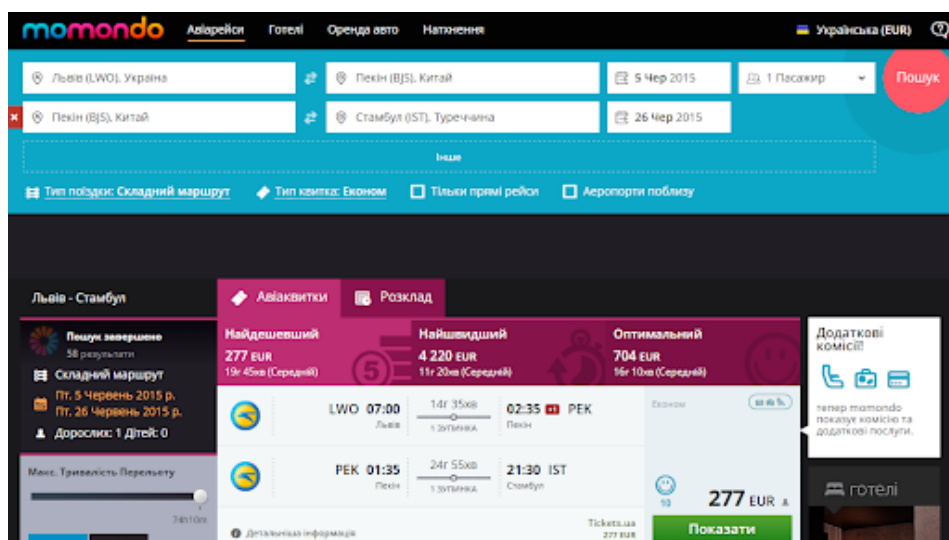 momondo Авіарейси Готелі Оренда авто Натхнення Українська (EUR)
Львів (LWO), Україна Пекін (BJS), Китай 5 Чер 2015 1 Пасажир Пошук
Пекін (BJS), Китай Стамбул (IST), Туреччина 26 Чер 2015
Інше
Тип поїздки: Складний маршрут Тип квитка: Економ Тільки прямі рейси Аеропорти поблизу
Львів - Стамбул Авіаквитки Розклад
Пошук завершено
58 результати
Складний маршрут
Пт. 5 Червень 2015 р.
Пт. 26 Червень 2015 р.
Дорослих: 1 Дітей: 0
Макс. Тривалість Перельоту
74h10m
Найдешевший Найшвидший Оптимальний
277 EUR 4 220 EUR 704 EUR
19г 45хв (Середній) 11г 20хв (Середній) 16г 10хв (Середній)
LWO 07:00 14г 35хв 02:35 +1 PEK Економ
Львів 1 ЗУПИНКА Пекін
PEK 01:35 24г 55хв 21:30 IST
Пекін 1 ЗУПИНКА Стамбул
10 277 EUR
Детальніша інформація Tickets.ua
277 EUR Показати
Додаткові
комісії!
тепер momondo
показує комісію та
додаткові послуги.
готелі